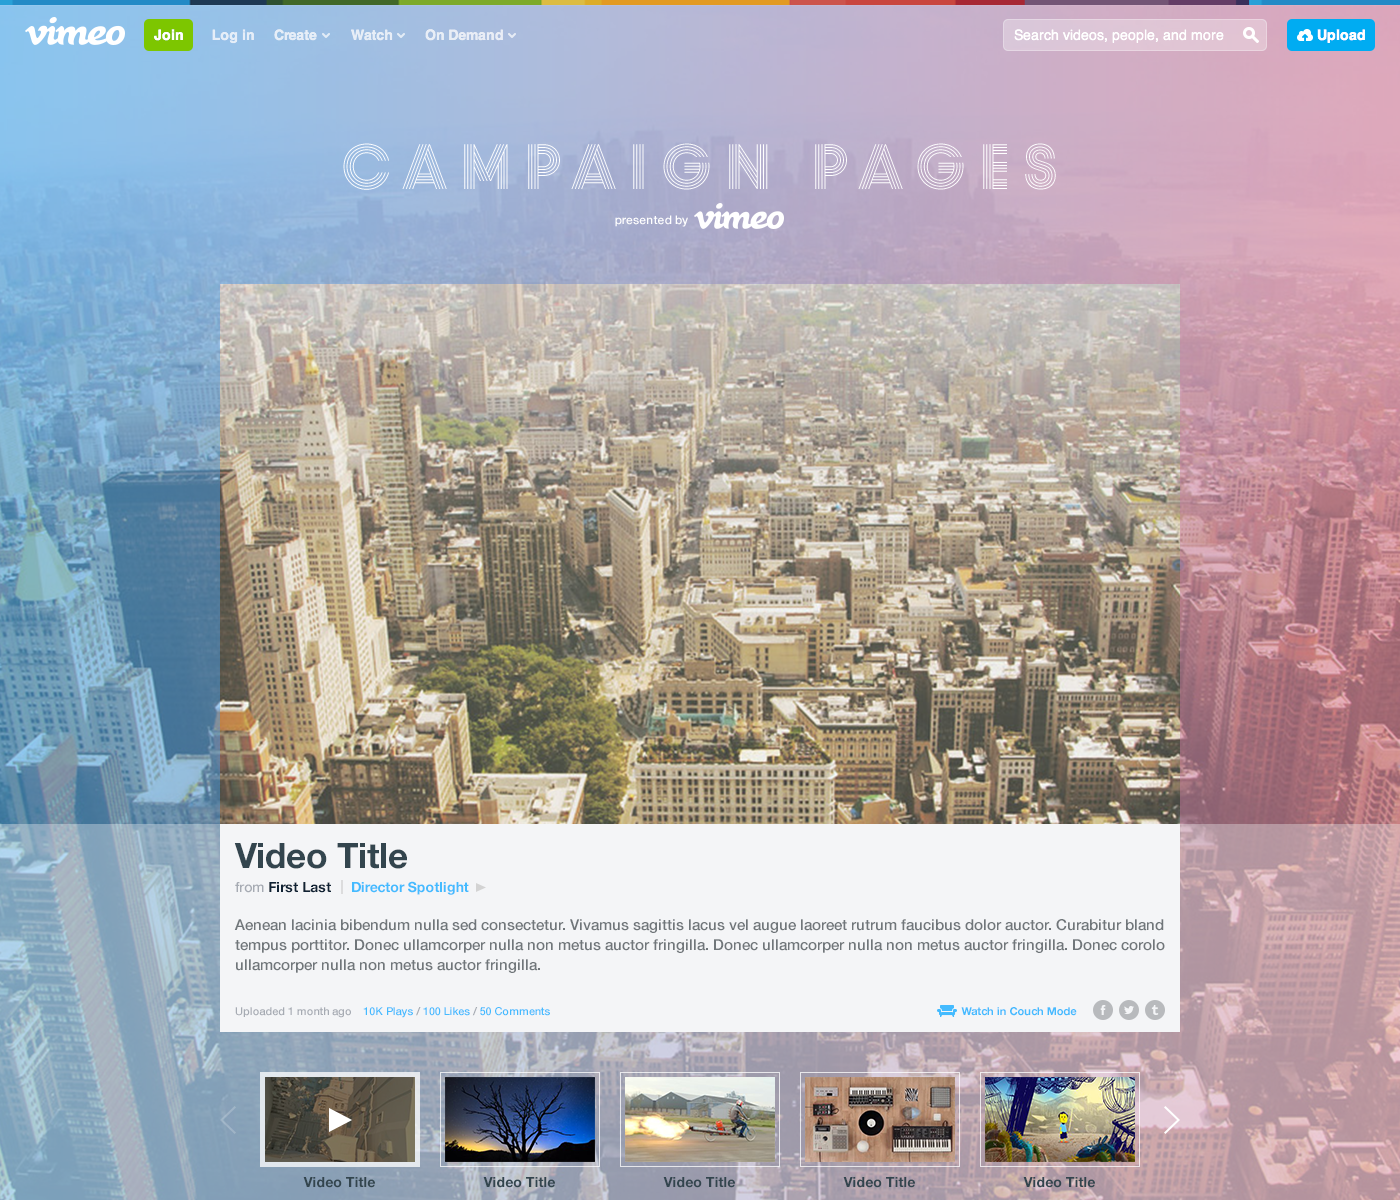 vimeo Join Log in Create Watch On Demand Search videos, people, and more Upload
CAMPAIGN PAGES
presented by vimeo
Video Title
from First Last | Director Spotlight
Aenean lacinia bibendum nulla sed consectetur. Vivamus sagittis lacus vel augue laoreet rutrum faucibus dolor auctor. Curabitur bland
tempus porttitor. Donec ullamcorper nulla non metus auctor fringilla. Donec ullamcorper nulla non metus auctor fringilla. Donec corolo
ullamcorper nulla non metus auctor fringilla.
Uploaded 1 month ago 10K Plays / 100 Likes / 50 Comments Watch in Couch Mode f t
Video Title Video Title Video Title Video Title Video Title